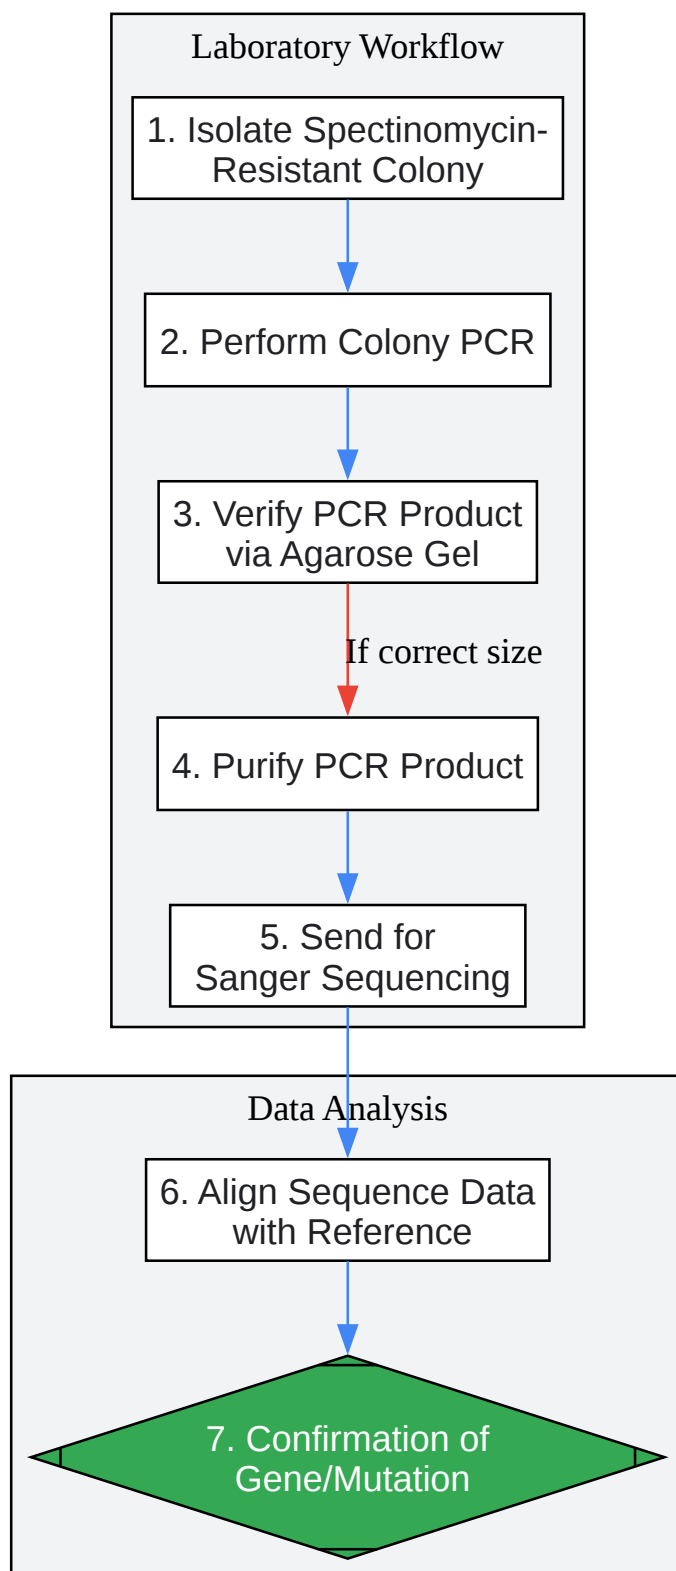 Laboratory Workflow
1. Isolate Spectinomycin-
Resistant Colony
2. Perform Colony PCR
3. Verify PCR Product
via Agarose Gel
If correct size
4. Purify PCR Product
5. Send for
Sanger Sequencing
Data Analysis
6. Align Sequence Data
with Reference
7. Confirmation of
Gene/Mutation